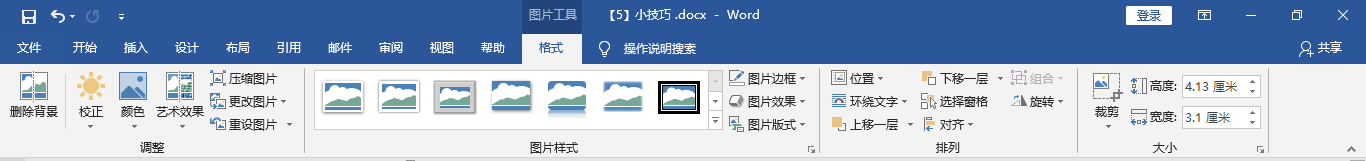 图片工具 【5】小技巧 .docx - Word 登录
文件 开始 插入 设计 布局 引用 邮件 审阅 视图 帮助 格式 操作说明搜索 共享
删除背景 校正 颜色 艺术效果 压缩图片 更改图片 重设图片
调整
图片边框 图片效果 图片版式
图片样式
位置 下移一层 组合
环绕文字 选择窗格 旋转
上移一层 对齐
排列
裁剪 高度: 4.13 厘米
宽度: 3.1 厘米
大小